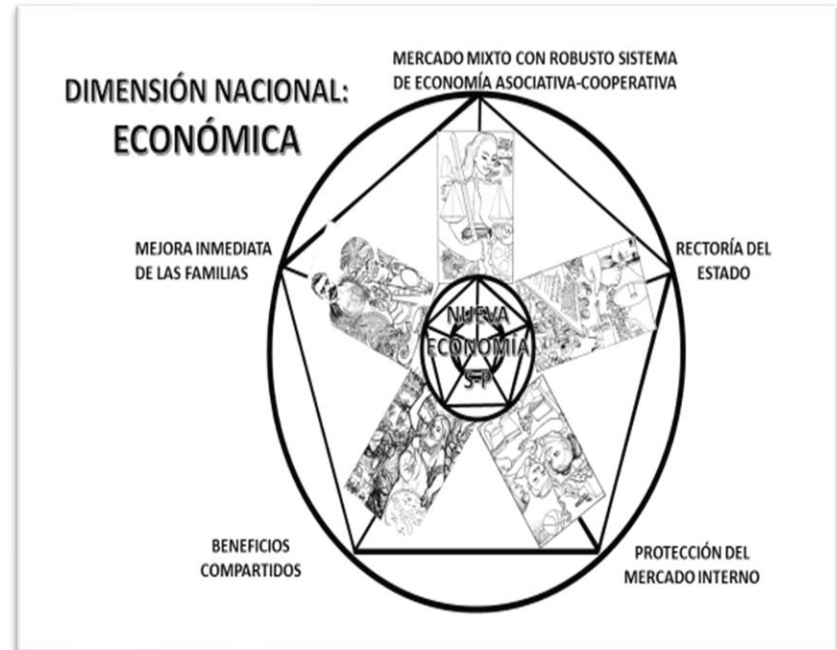 DIMENSIÓN NACIONAL:
ECONÓMICA
MERCADO MIXTO CON ROBUSTO SISTEMA
DE ECONOMÍA ASOCIATIVA-COOPERATIVA
MEJORA INMEDIATA
DE LAS FAMILIAS
RECTORÍA DEL
ESTADO
NUEVA
ECONOMÍA
S-P
BENEFICIOS
COMPARTIDOS
PROTECCIÓN DEL
MERCADO INTERNO